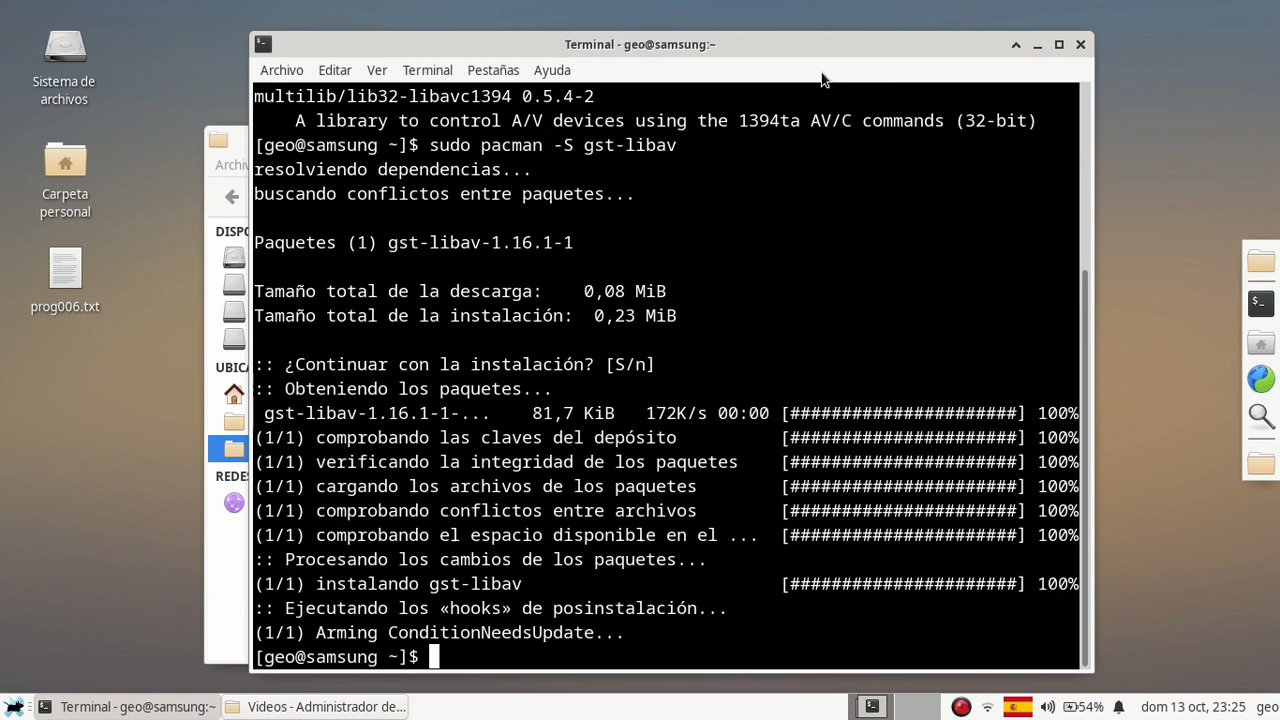 Terminal - geo@samsung:~
Archivo Editar Ver Terminal Pestañas Ayuda
multilib/lib32-libavc1394 0.5.4-2
A library to control A/V devices using the 1394ta AV/C commands (32-bit)
[geo@samsung ~]$ sudo pacman -S gst-libav
resolviendo dependencias...
buscando conflictos entre paquetes...
Paquetes (1) gst-libav-1.16.1-1
Tamaño total de la descarga: 0,08 MiB
Tamaño total de la instalación: 0,23 MiB
:: ¿Continuar con la instalación? [S/n]
:: Obteniendo los paquetes...
gst-libav-1.16.1-1-... 81,7 KiB 172K/s 00:00 [######################] 100%
(1/1) comprobando las claves del depósito [######################] 100%
(1/1) verificando la integridad de los paquetes [######################] 100%
(1/1) cargando los archivos de los paquetes [######################] 100%
(1/1) comprobando conflictos entre archivos [######################] 100%
(1/1) comprobando el espacio disponible en el ... [######################] 100%
:: Procesando los cambios de los paquetes...
(1/1) instalando gst-libav [######################] 100%
:: Ejecutando los «hooks» de posinstalación...
(1/1) Arming ConditionNeedsUpdate...
[geo@samsung ~]$
Sistema de
archivos
Carpeta
personal
prog006.txt
Archi
DISPO
UBICA
REDES
$_
Terminal - geo@samsung:~
Videos - Administrador de...
54%
dom 13 oct, 23:25
geo